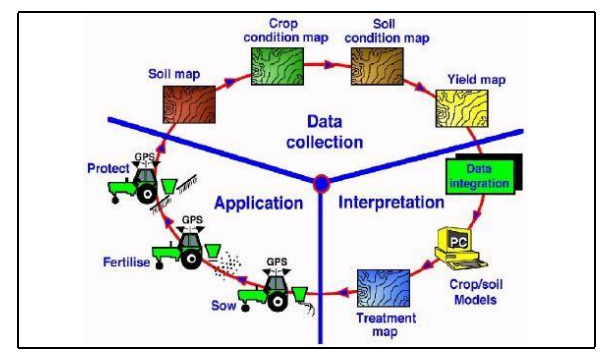 Crop
condition map
Soil
condition map
Soil map
Yield map
Data
collection
Protect
GPS
Data
integration
Application
Interpretation
GPS
Fertilise
PC
GPS
Crop/soil
Models
Sow
Treatment
map